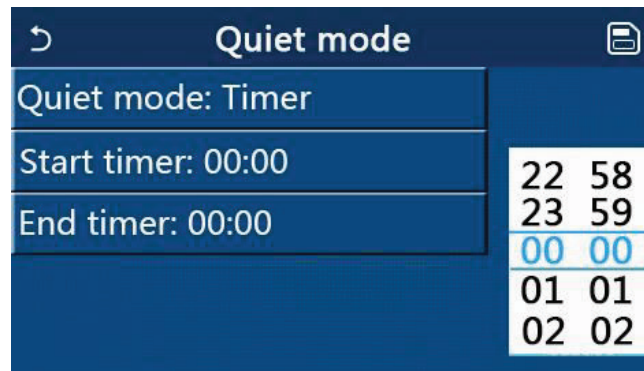 Quiet mode
Quiet mode: Timer
Start timer: 00:00
End timer: 00:00
22 58
23 59
00 00
01 01
02 02